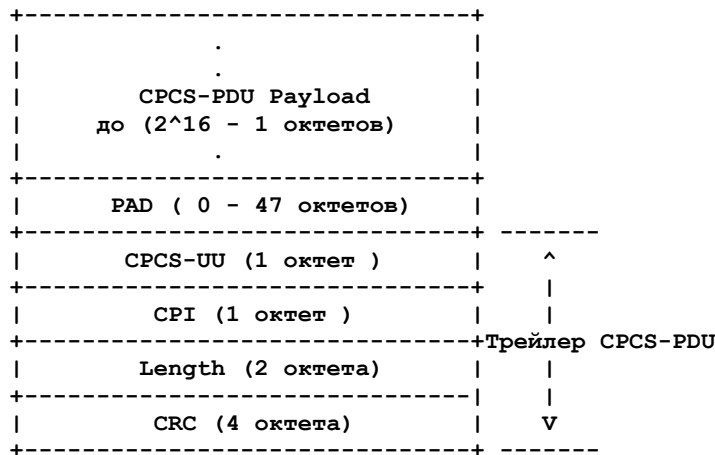 CPCS-PDU Payload
до (2^16 - 1 октетов)
PAD ( 0 - 47 октетов)
CPCS-UU (1 октет )
CPI (1 октет )
Трейлер CPCS-PDU
Length (2 октета)
CRC (4 октета)